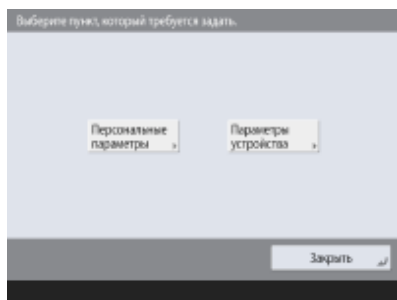 Выберите пункт, который требуется задать.
Персональные
параметры
Параметры
устройства
Закрыть